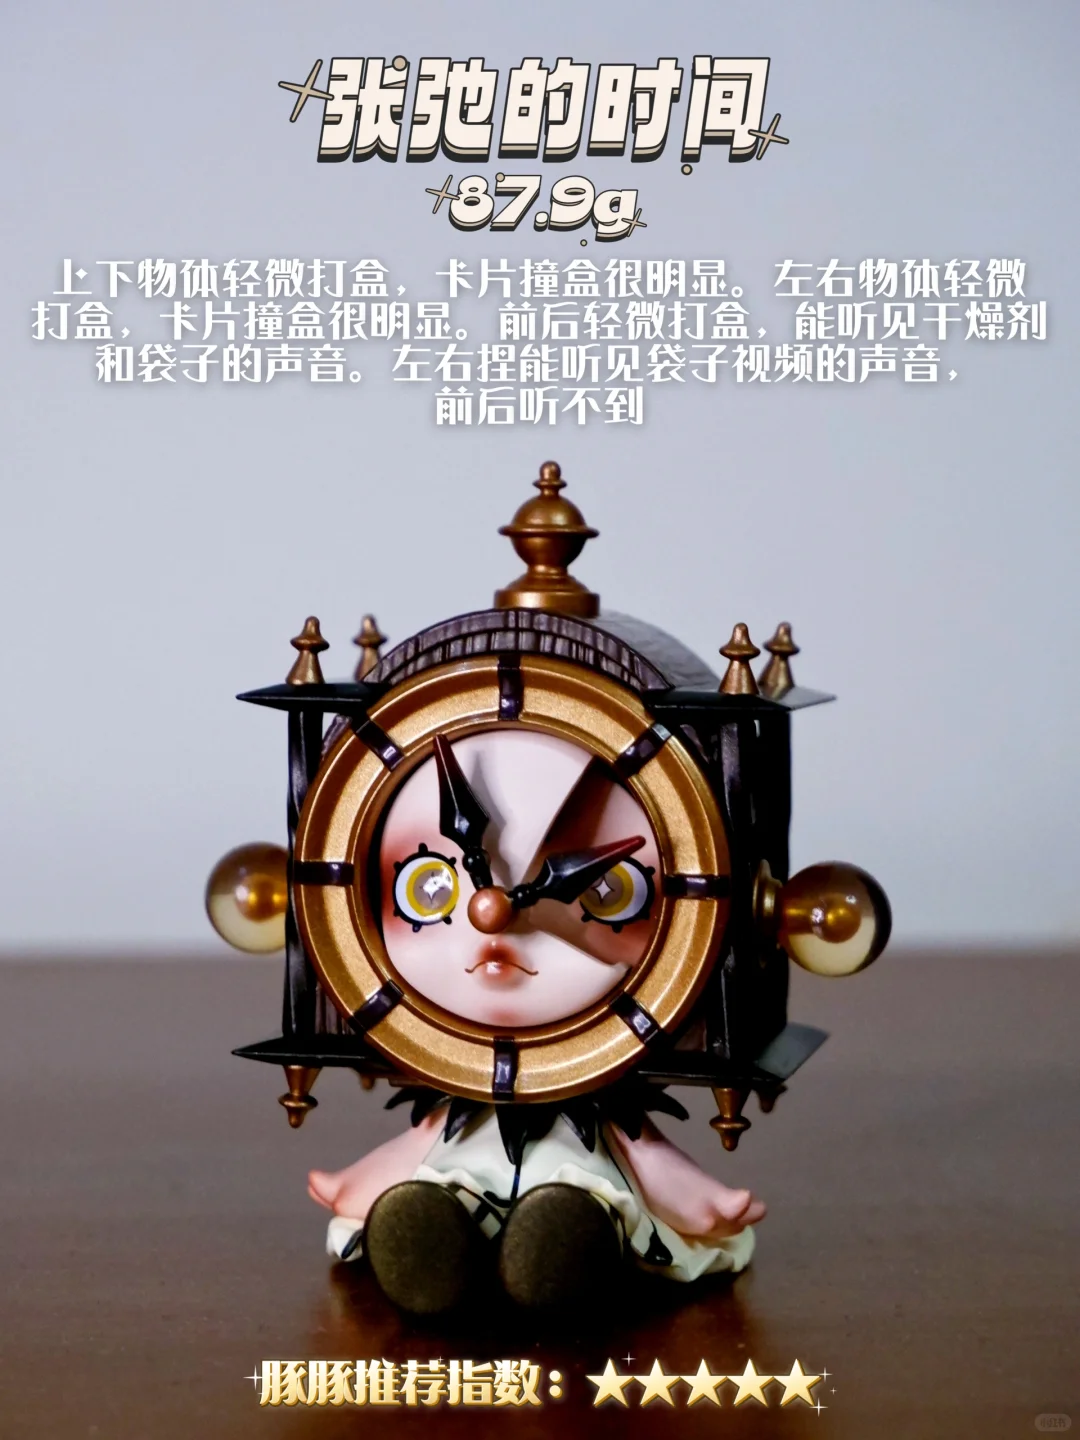 张弛的时间
87.9g
上下物体轻微打盒，卡片撞盒很明显。左右物体轻微
打盒，卡片撞盒很明显。前后轻微打盒，能听见干燥剂
和袋子的声音。左右捏能听见袋子视频的声音，
前后听不到
豚豚推荐指数：★★★★★
小红书